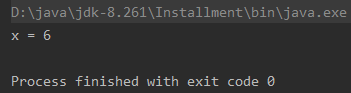 D:\java\jdk-8.261\Installment\bin\java.exe
x = 6
Process finished with exit code 0